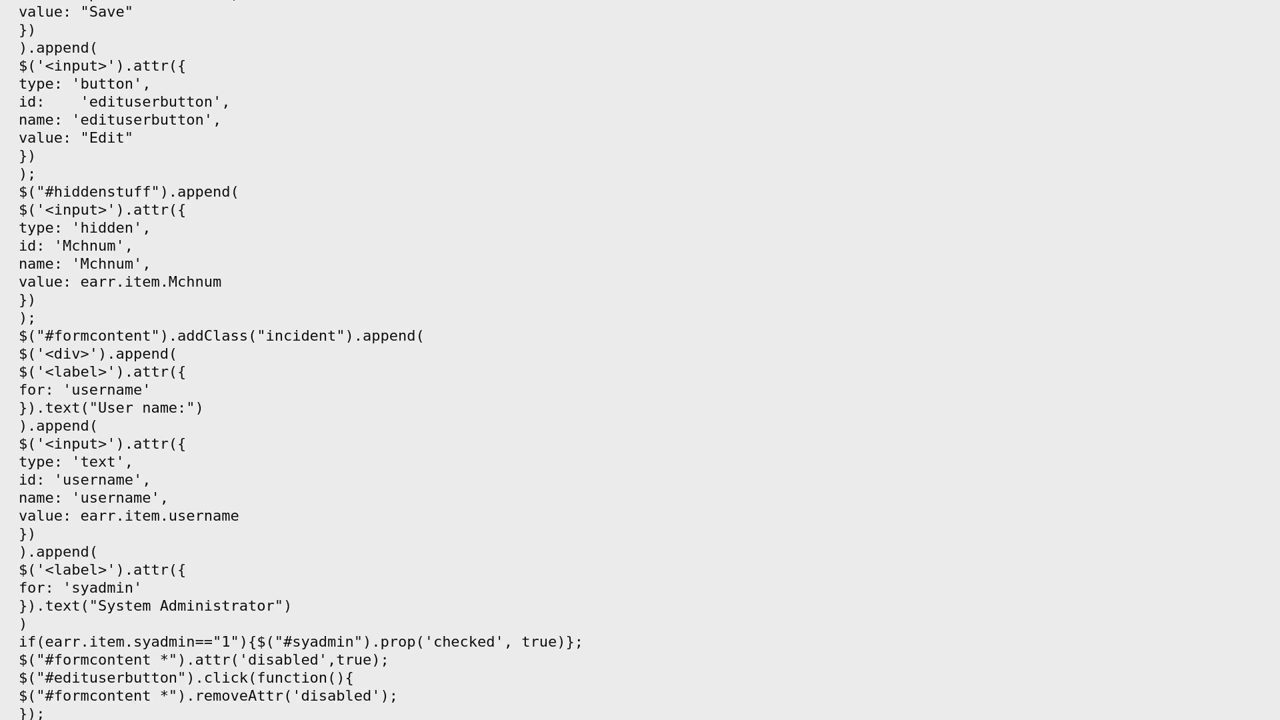 value: "Save"
})
).append(
$('<input>').attr({
type: 'button',
id:    'edituserbutton',
name: 'edituserbutton',
value: "Edit"
})
);
$("#hiddenstuff").append(
$('<input>').attr({
type: 'hidden',
id: 'Mchnum',
name: 'Mchnum',
value: earr.item.Mchnum
})
);
$("#formcontent").addClass("incident").append(
$('<div>').append(
$('<label>').attr({
for: 'username'
}).text("User name:")
).append(
$('<input>').attr({
type: 'text',
id: 'username',
name: 'username',
value: earr.item.username
})
).append(
$('<label>').attr({
for: 'syadmin'
}).text("System Administrator")
)
if(earr.item.syadmin=="1"){$("#syadmin").prop('checked', true)};
$("#formcontent *").attr('disabled',true);
$("#edituserbutton").click(function(){
$("#formcontent *").removeAttr('disabled');
});